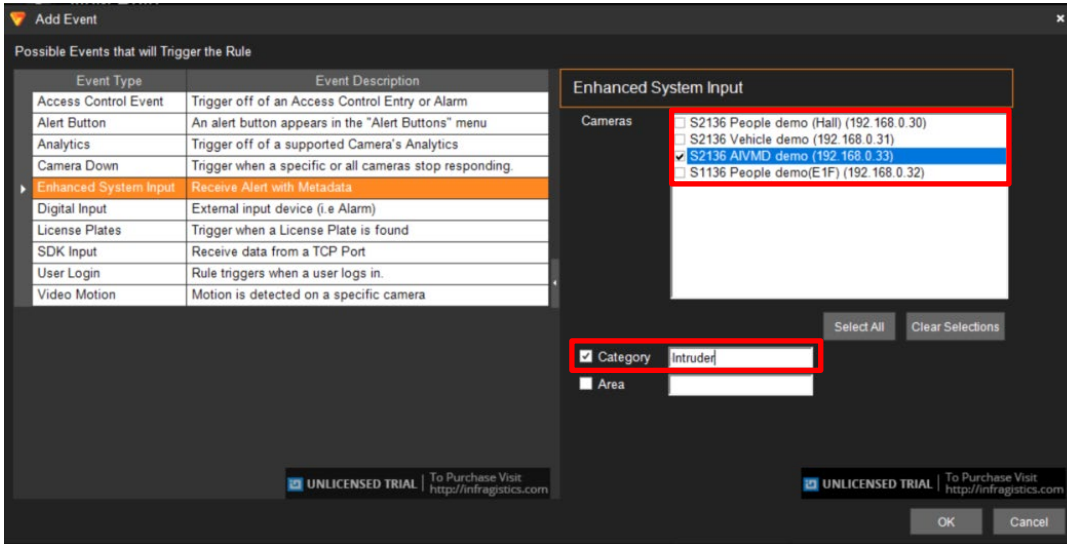 Add Event
Possible Events that will Trigger the Rule
Event Type Event Description
Access Control Event Trigger off of an Access Control Entry or Alarm
Alert Button An alert button appears in the "Alert Buttons" menu
Analytics Trigger off of a supported Camera's Analytics
Camera Down Trigger when a specific or all cameras stop responding.
Enhanced System Input Receive Alert with Metadata
Digital Input External input device (i.e Alarm)
License Plates Trigger when a License Plate is found
SDK Input Receive data from a TCP Port
User Login Rule triggers when a user logs in.
Video Motion Motion is detected on a specific camera
UNLICENSED TRIAL To Purchase Visit
http://infragistics.com
Enhanced System Input
Cameras
S2136 People demo (Hall) (192.168.0.30)
S2136 Vehicle demo (192.168.0.31)
S2136 AIVMD demo (192.168.0.33)
S1136 People demo(E1F) (192.168.0.32)
Select All Clear Selections
Category Intruder
Area
UNLICENSED TRIAL To Purchase Visit
http://infragistics.com
OK Cancel